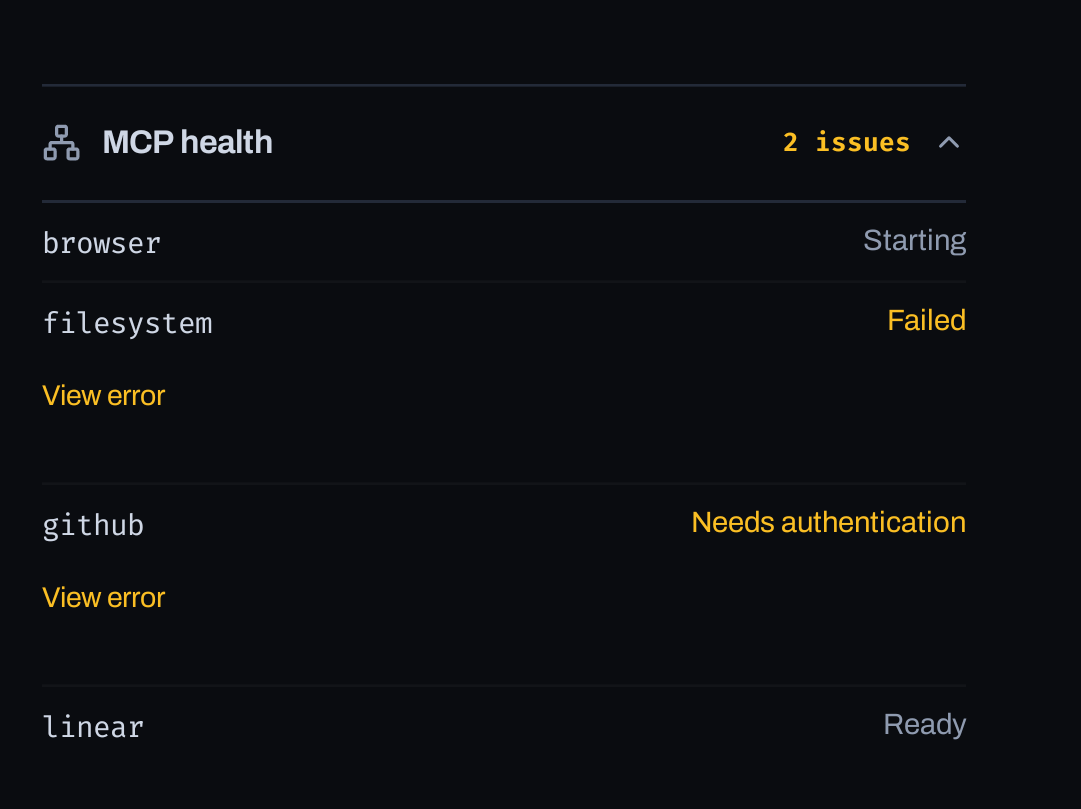 MCP health 2 issues
browser Starting
filesystem Failed
View error
github Needs authentication
View error
linear Ready